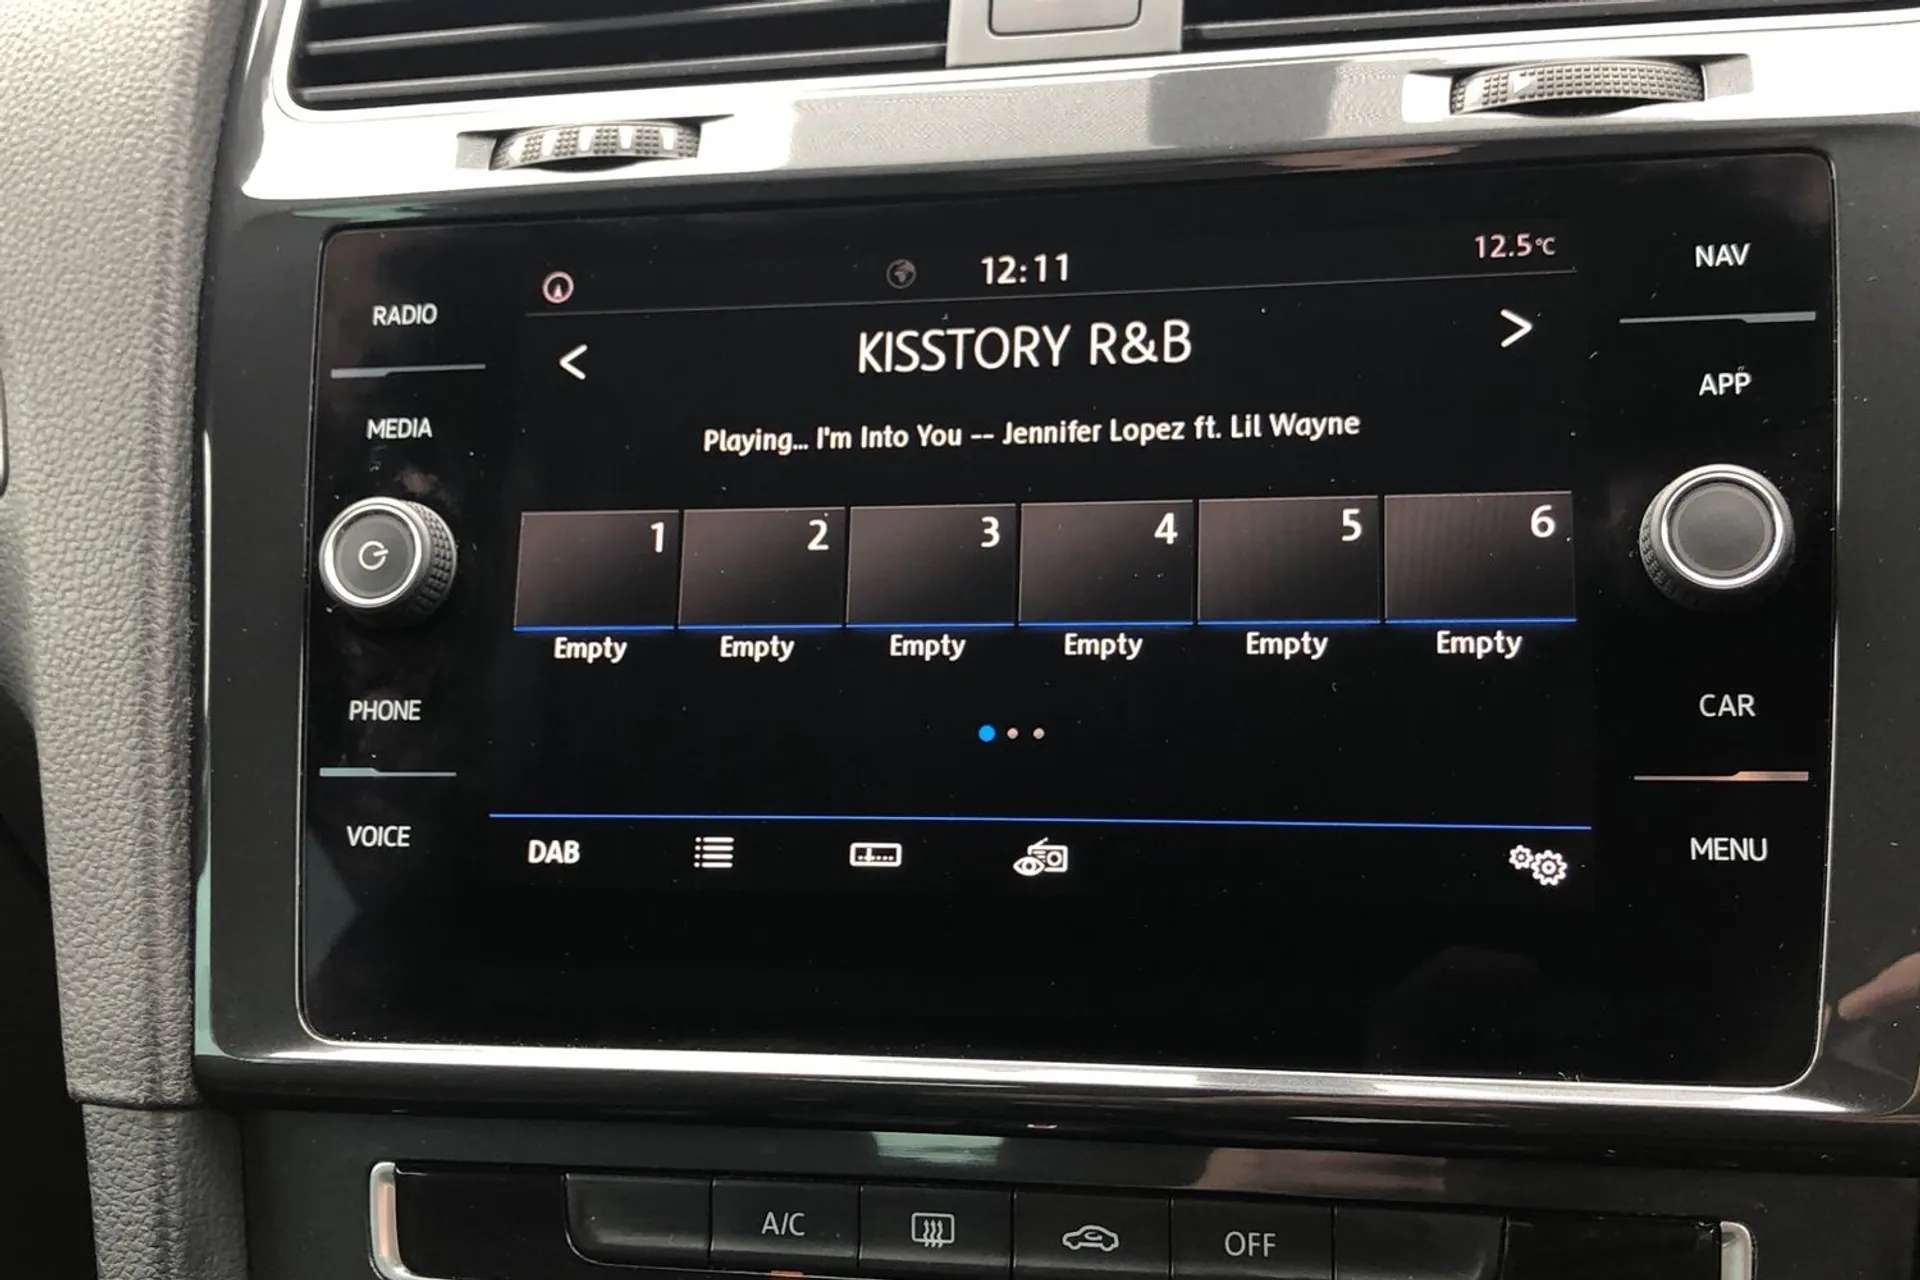 12:11
12.5°C
RADIO
MEDIA
PHONE
VOICE
< KISSTORY R&B >
Playing... I'm Into You -- Jennifer Lopez ft. Lil Wayne
1 2 3 4 5 6
Empty Empty Empty Empty Empty Empty
DAB
NAV
APP
CAR
MENU
A/C
OFF